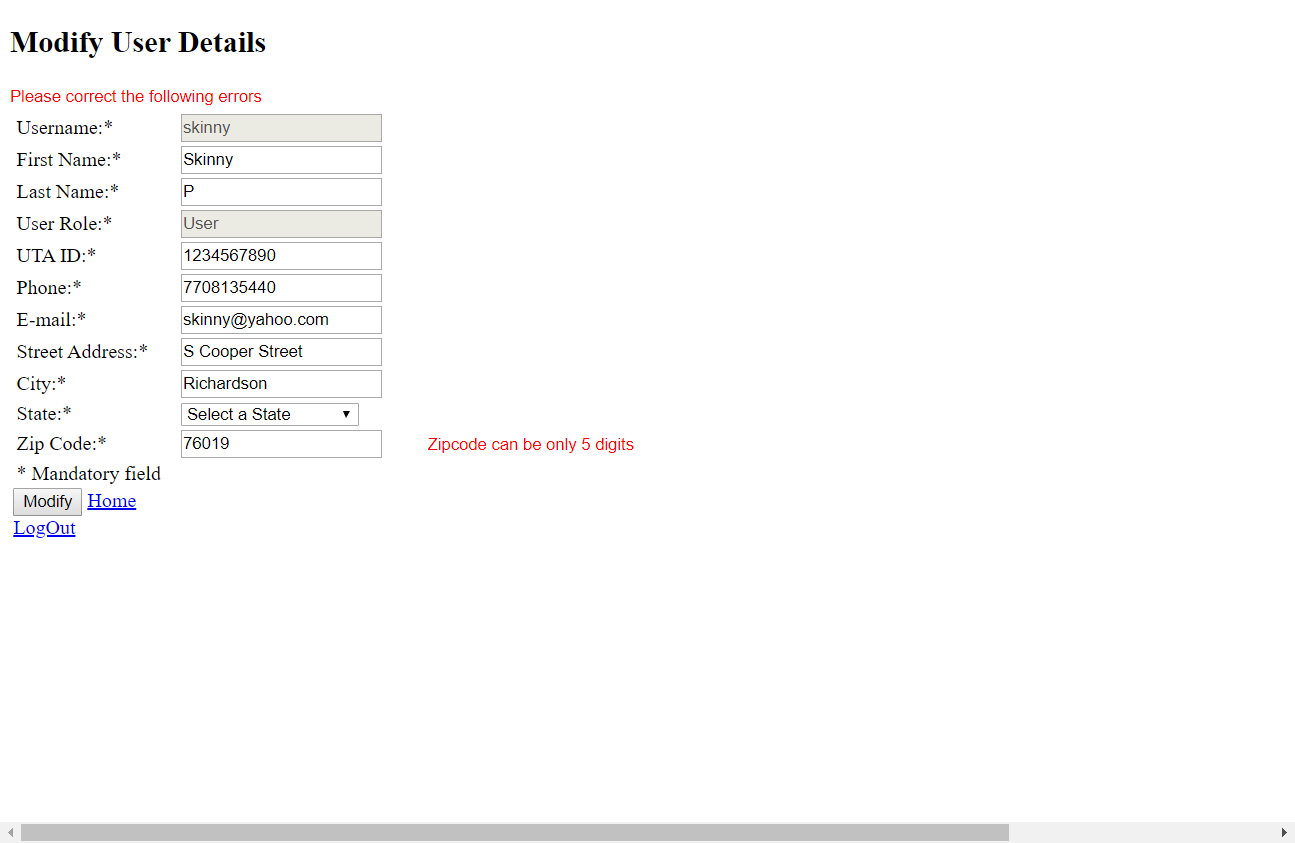 Modify User Details
Please correct the following errors
Username:* skinny
First Name:* Skinny
Last Name:* P
User Role:* User
UTA ID:* 1234567890
Phone:* 7708135440
E-mail:* skinny@yahoo.com
Street Address:* S Cooper Street
City:* Richardson
State:* Select a State
Zip Code:* 76019 Zipcode can be only 5 digits
* Mandatory field
Modify Home
LogOut